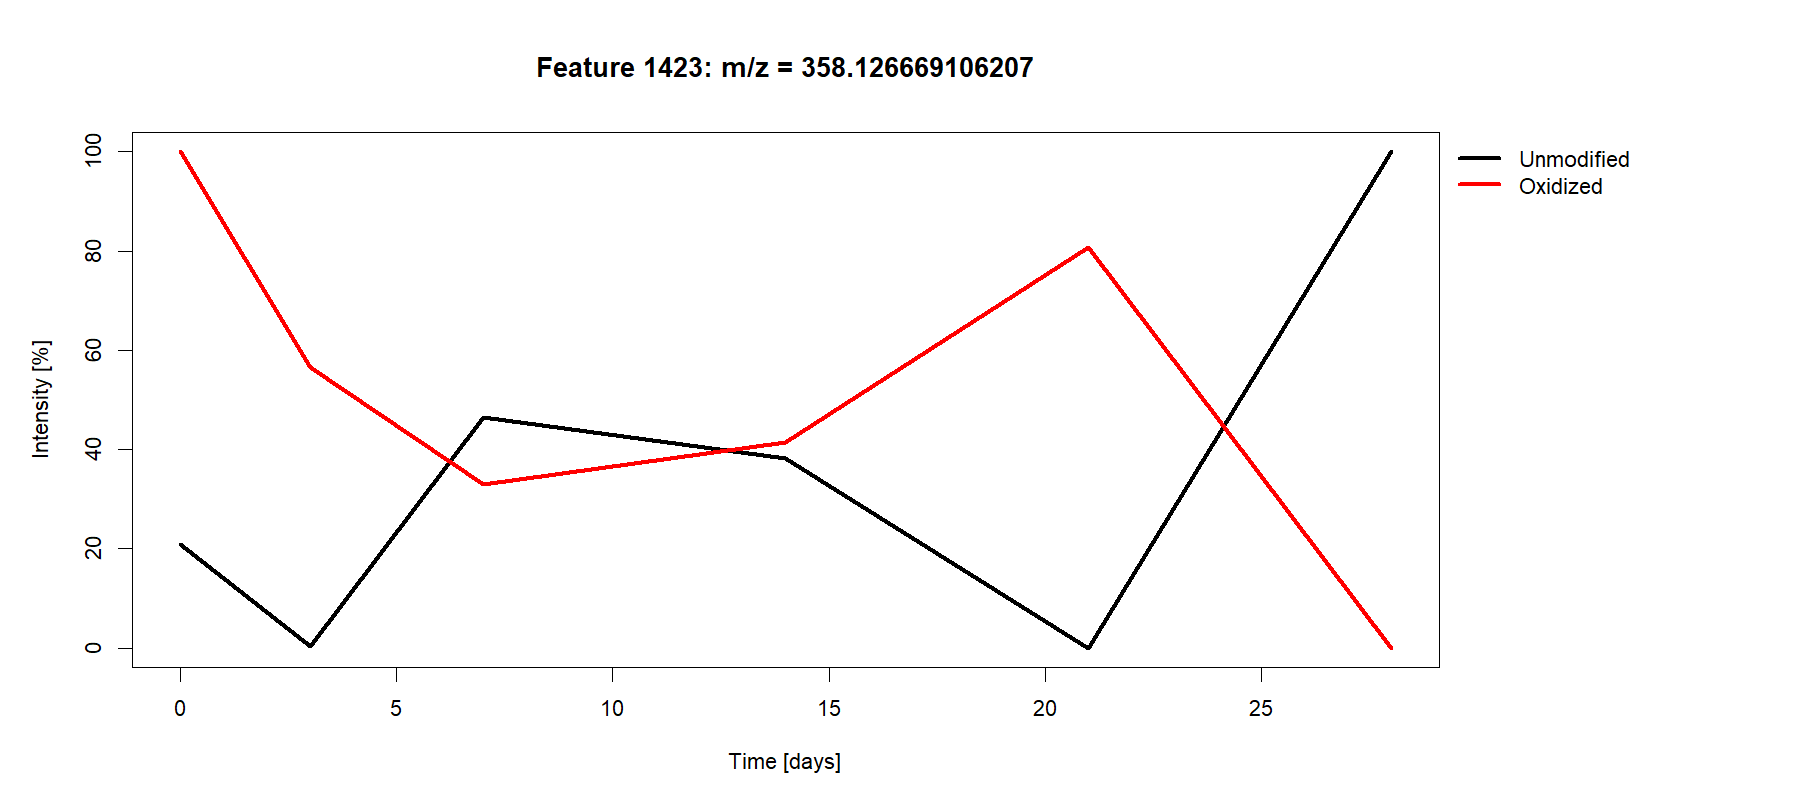 Feature 1423: m/z = 358.126669106207
Unmodified
Oxidized
Intensity [%]
100
80
60
40
20
0
0 5 10 15 20 25
Time [days]